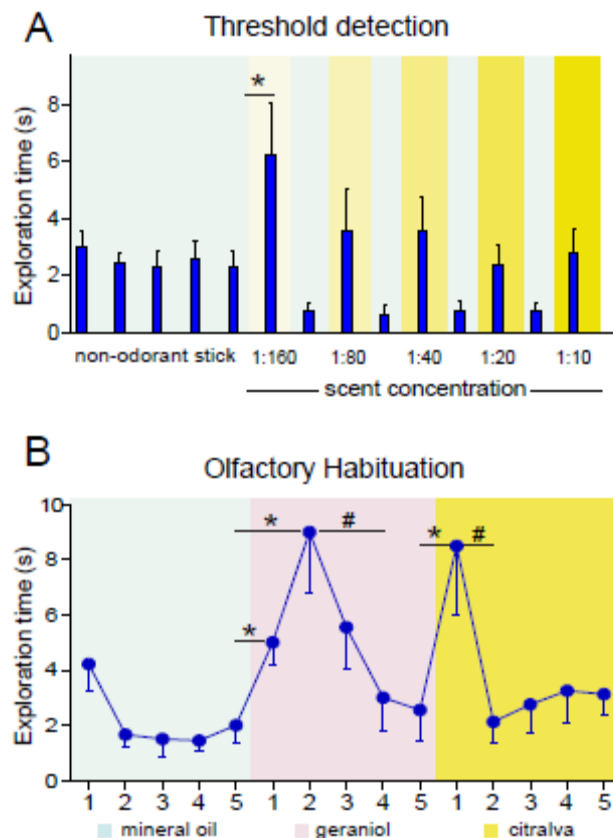 A
Threshold detection
Exploration time (s)
8
6
4
2
0
*
non-odorant stick 1:160 1:80 1:40 1:20 1:10
scent concentration
B
Olfactory Habituation
Exploration time (s)
10
8
6
4
2
0
* #
* #
*
1 2 3 4 5 1 2 3 4 5 1 2 3 4 5
mineral oil geraniol citralva